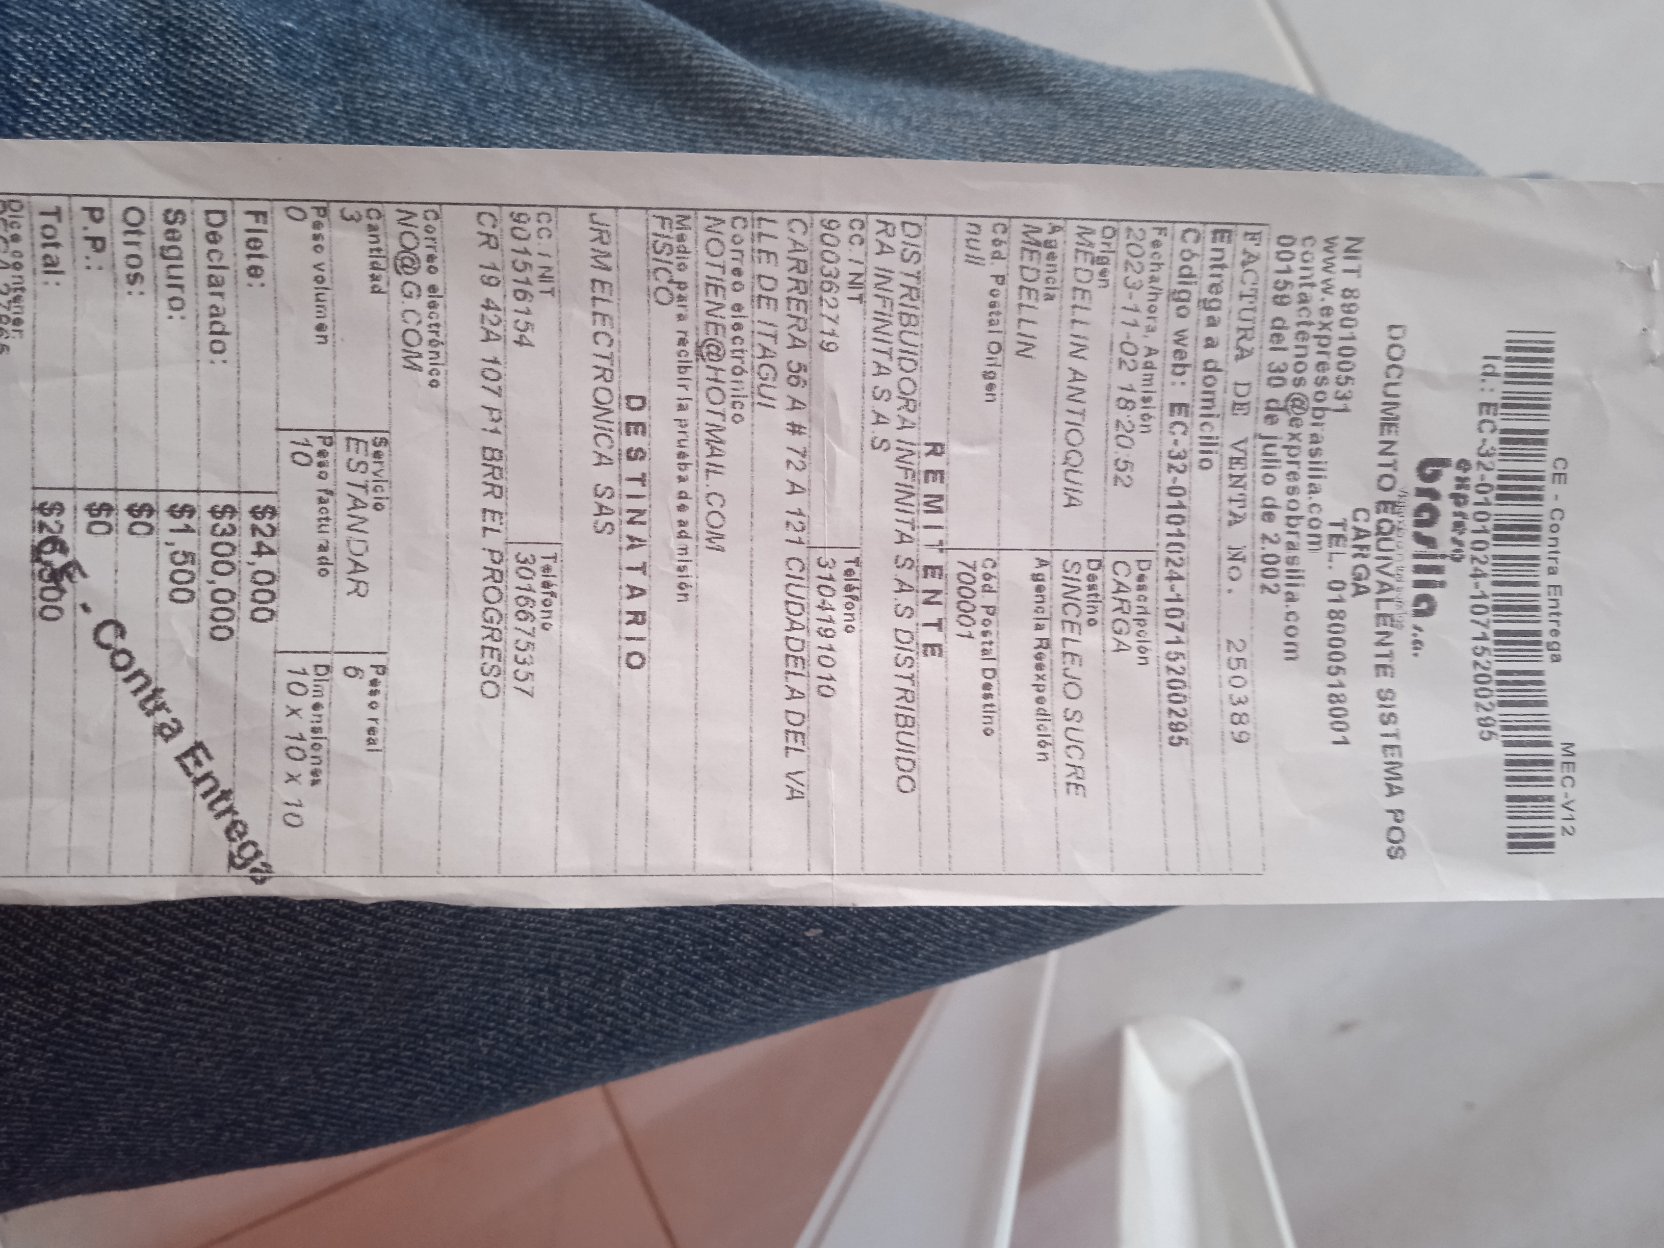 CE - Contra Entrega
MEC-V12
Id.: EC-32-0101024-10715200295
expreso
brasilia s.a.
DOCUMENTO EQUIVALENTE SISTEMA POS
CARGA
NIT 890100531 TEL. 018000518001
www.expresobrasilia.com
contactenos@expresobrasilia.com
00159 del 30 de julio de 2.002
FACTURA DE VENTA No. 250389
Entrega a domicilio
Código web: EC-32-0101024-10715200295
Fecha/hora, Admisión Descripción
2023-11-02 18:20:52 CARGA
Origen Destino
MEDELLIN ANTIOQUIA SINCELEJO SUCRE
Agencia Agencia Reexpedición
MEDELLIN
Cód. Postal Origen Cód Postal Destino
null 700001
REMITENTE
DISTRIBUIDORA INFINITA S A S DISTRIBUIDO
RA INFINITA S A S
CC. / NIT Teléfono
900362719 3104191010
CARRERA 56 A # 72 A 121 CIUDADELA DEL VA
LLE DE ITAGUI
Correo electrónico
NOTIENE@HOTMAIL.COM
Medio para recibir la prueba de admisión
FISICO
DESTINATARIO
JRM ELECTRONICA SAS
CC. / NIT Teléfono
901516154 3016675357
CR 19 42A 107 P1 BRR EL PROGRESO
Correo electrónico
NO@G.COM
Cantidad Servicio Peso real
3 ESTANDAR 6
Peso volumen Peso facturado Dimensiones
0 10 10 x 10 x 10
Flete: $24,000
Declarado: $300,000
Seguro: $1,500
Otros: $0
P.P.: $0
Total:
Contra Entrega
Dice contener: